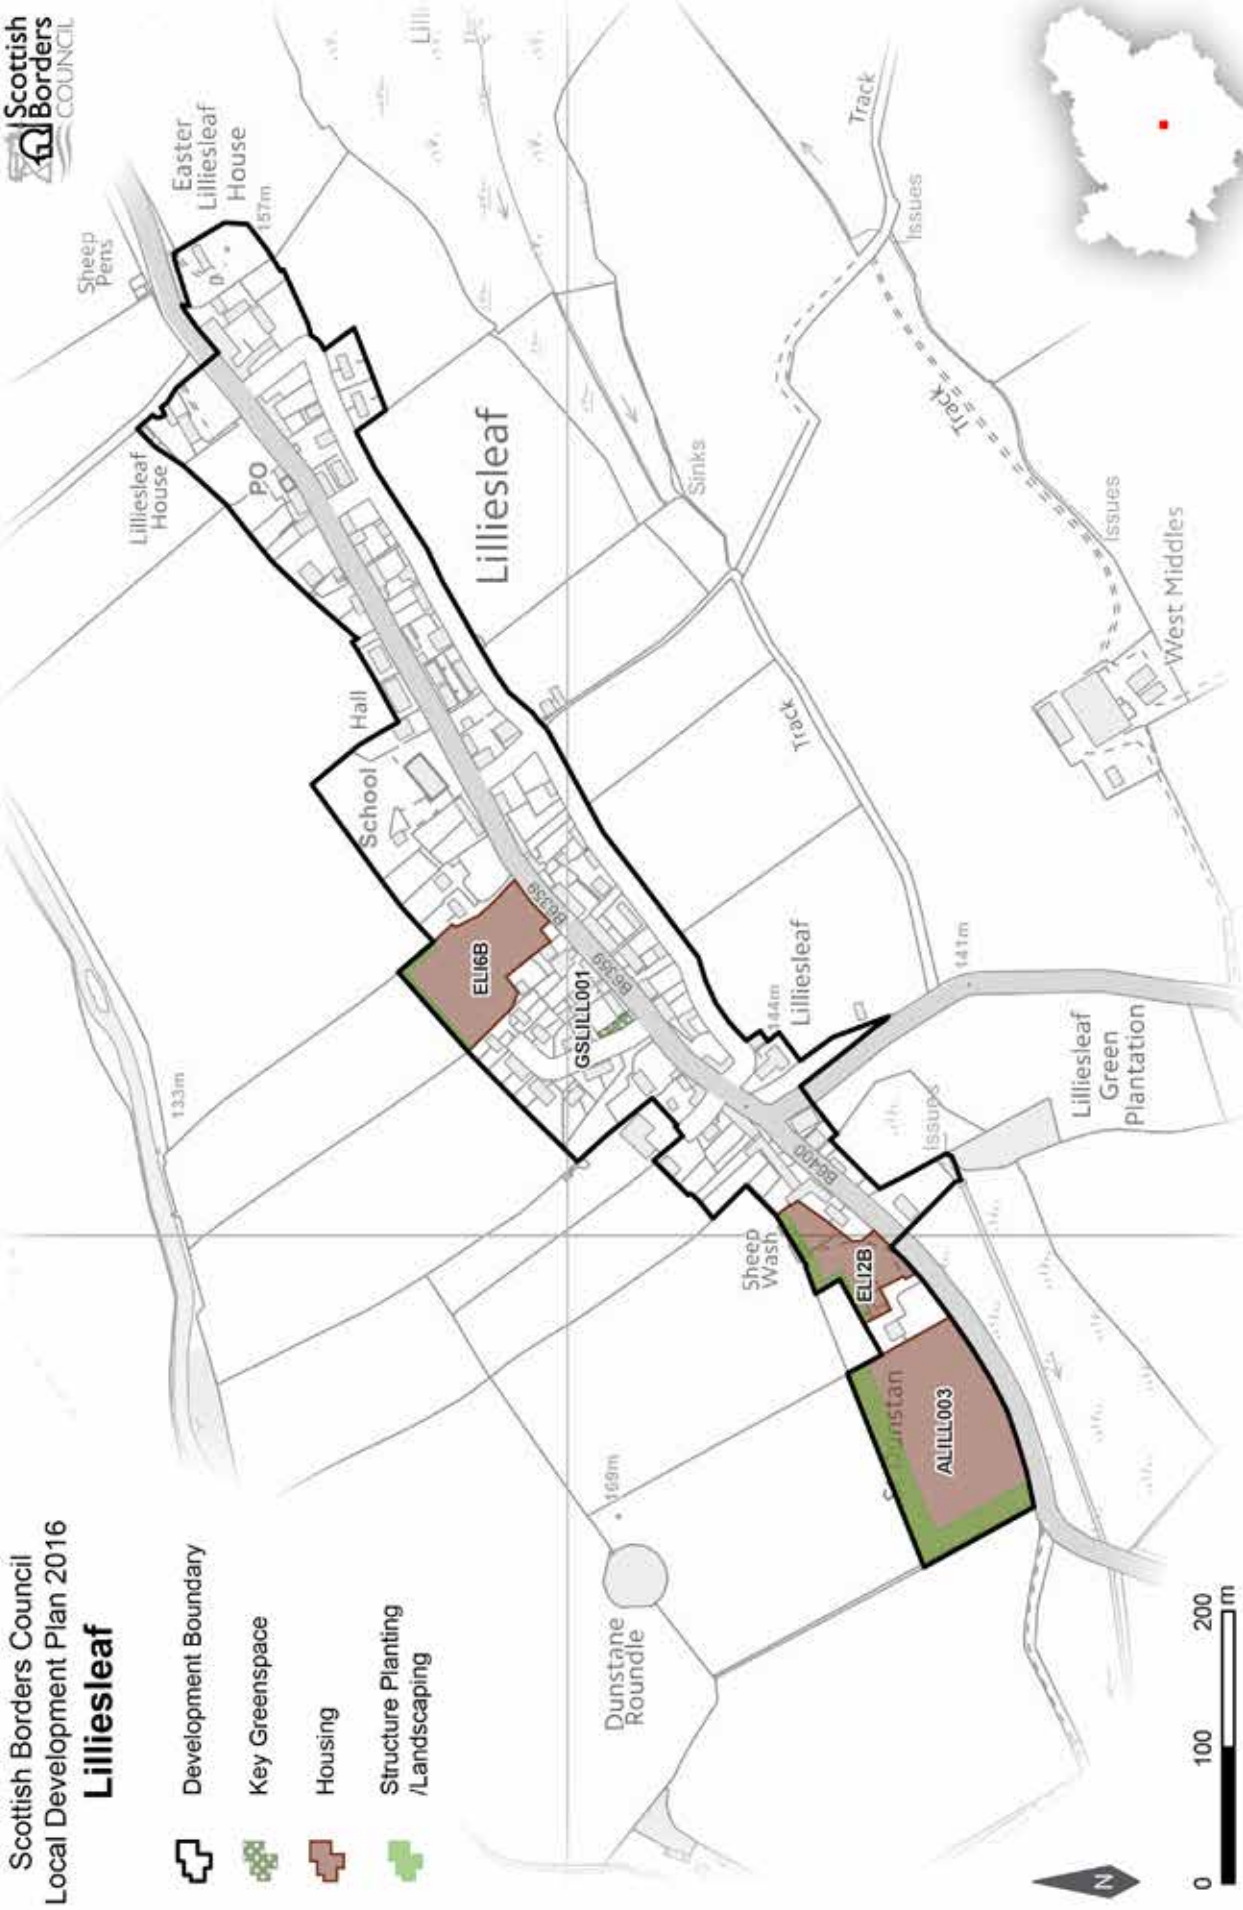 Scottish Borders Council
Local Development Plan 2016
Lilliesleaf
Development Boundary
Key Greenspace
Housing
Structure Planting
/Landscaping
Scottish
Borders
COUNCIL
Sheep
Pens
Easter
Lilliesleaf
House
157m
Lilliesleaf
House
PO
Lilliesleaf
Hall
School
Sinks
Track
Issues
Track
Issues
West Middles
Track
B6359
B6359
ELI6B
GSLILL001
133m
144m
Lilliesleaf
141m
Lilliesleaf
Green
Plantation
Issues
B6400
Sheep
Wash
ELI2B
ALILL003
169m
Dunstane
Roundle
N
0 100 200
m